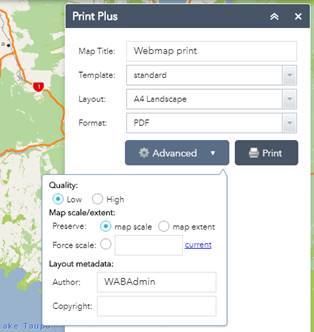 Print Plus
Map Title: Webmap print
Template: standard
Layout: A4 Landscape
Format: PDF
Advanced Print
Quality:
Low High
Map scale/extent:
Preserve: map scale map extent
Force scale: current
Layout metadata:
Author: WABAdmin
Copyright:
1
ake Taupo